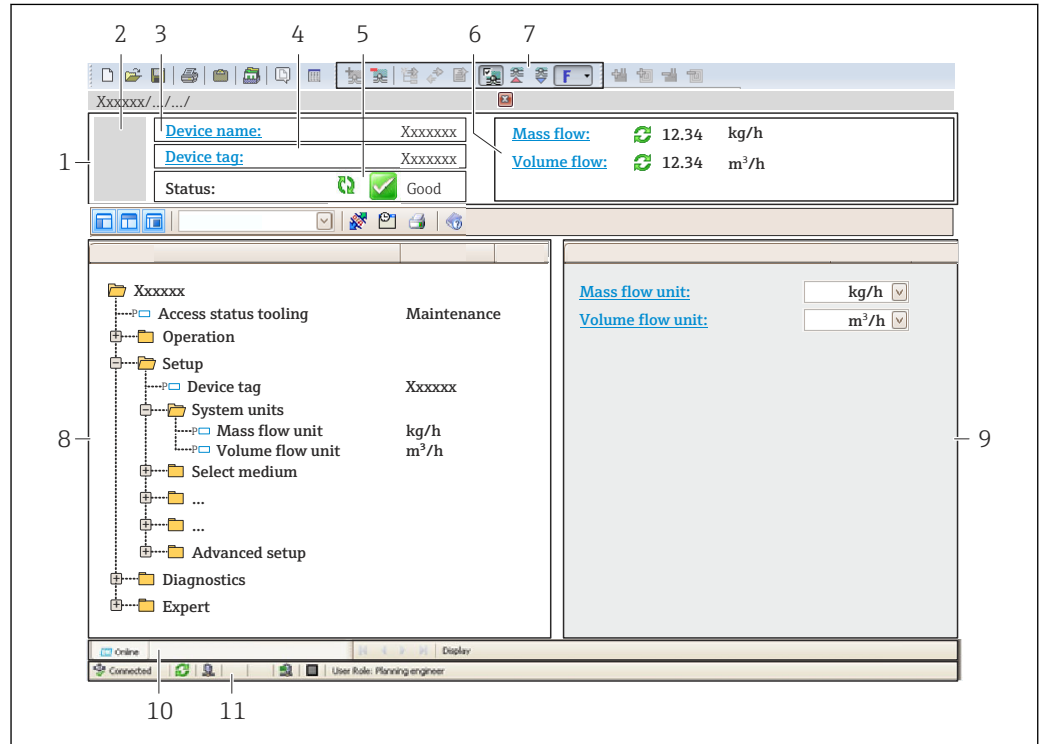 2 3 4 5 6 7
F
Xxxxxx/.../.../
1
Device name: Xxxxxxx
Device tag: Xxxxxxx
Status: Good
Mass flow: 12.34 kg/h
Volume flow: 12.34 m³/h
Xxxxxx
P Access status tooling Maintenance
Operation
Setup
P Device tag Xxxxxx
System units
P Mass flow unit kg/h
P Volume flow unit m³/h
Select medium
...
...
Advanced setup
Diagnostics
Expert
8
Mass flow unit: kg/h
Volume flow unit: m³/h
9
Online Display
Connected User Role: Planning engineer
10 11